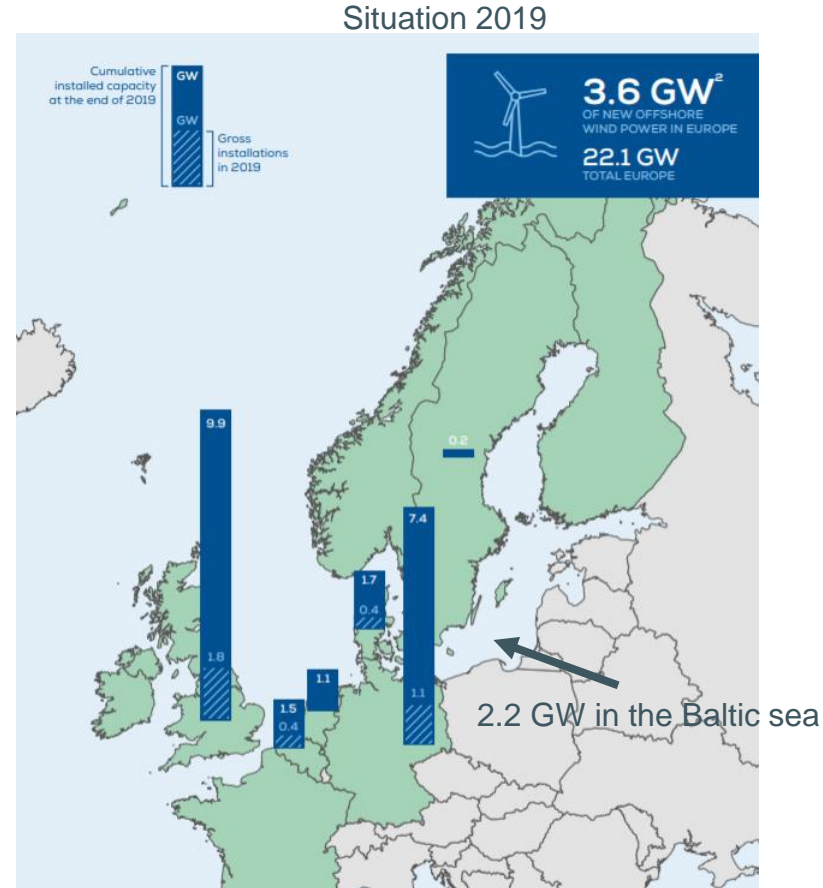 Situation 2019
Cumulative
installed capacity
at the end of 2019
GW
GW
Gross
installations
in 2019
3.6 GW²
OF NEW OFFSHORE
WIND POWER IN EUROPE
22.1 GW
TOTAL EUROPE
9.9
1.8
0.2
7.4
1.1
1.7
0.4
1.1
1.5
0.4
2.2 GW in the Baltic sea